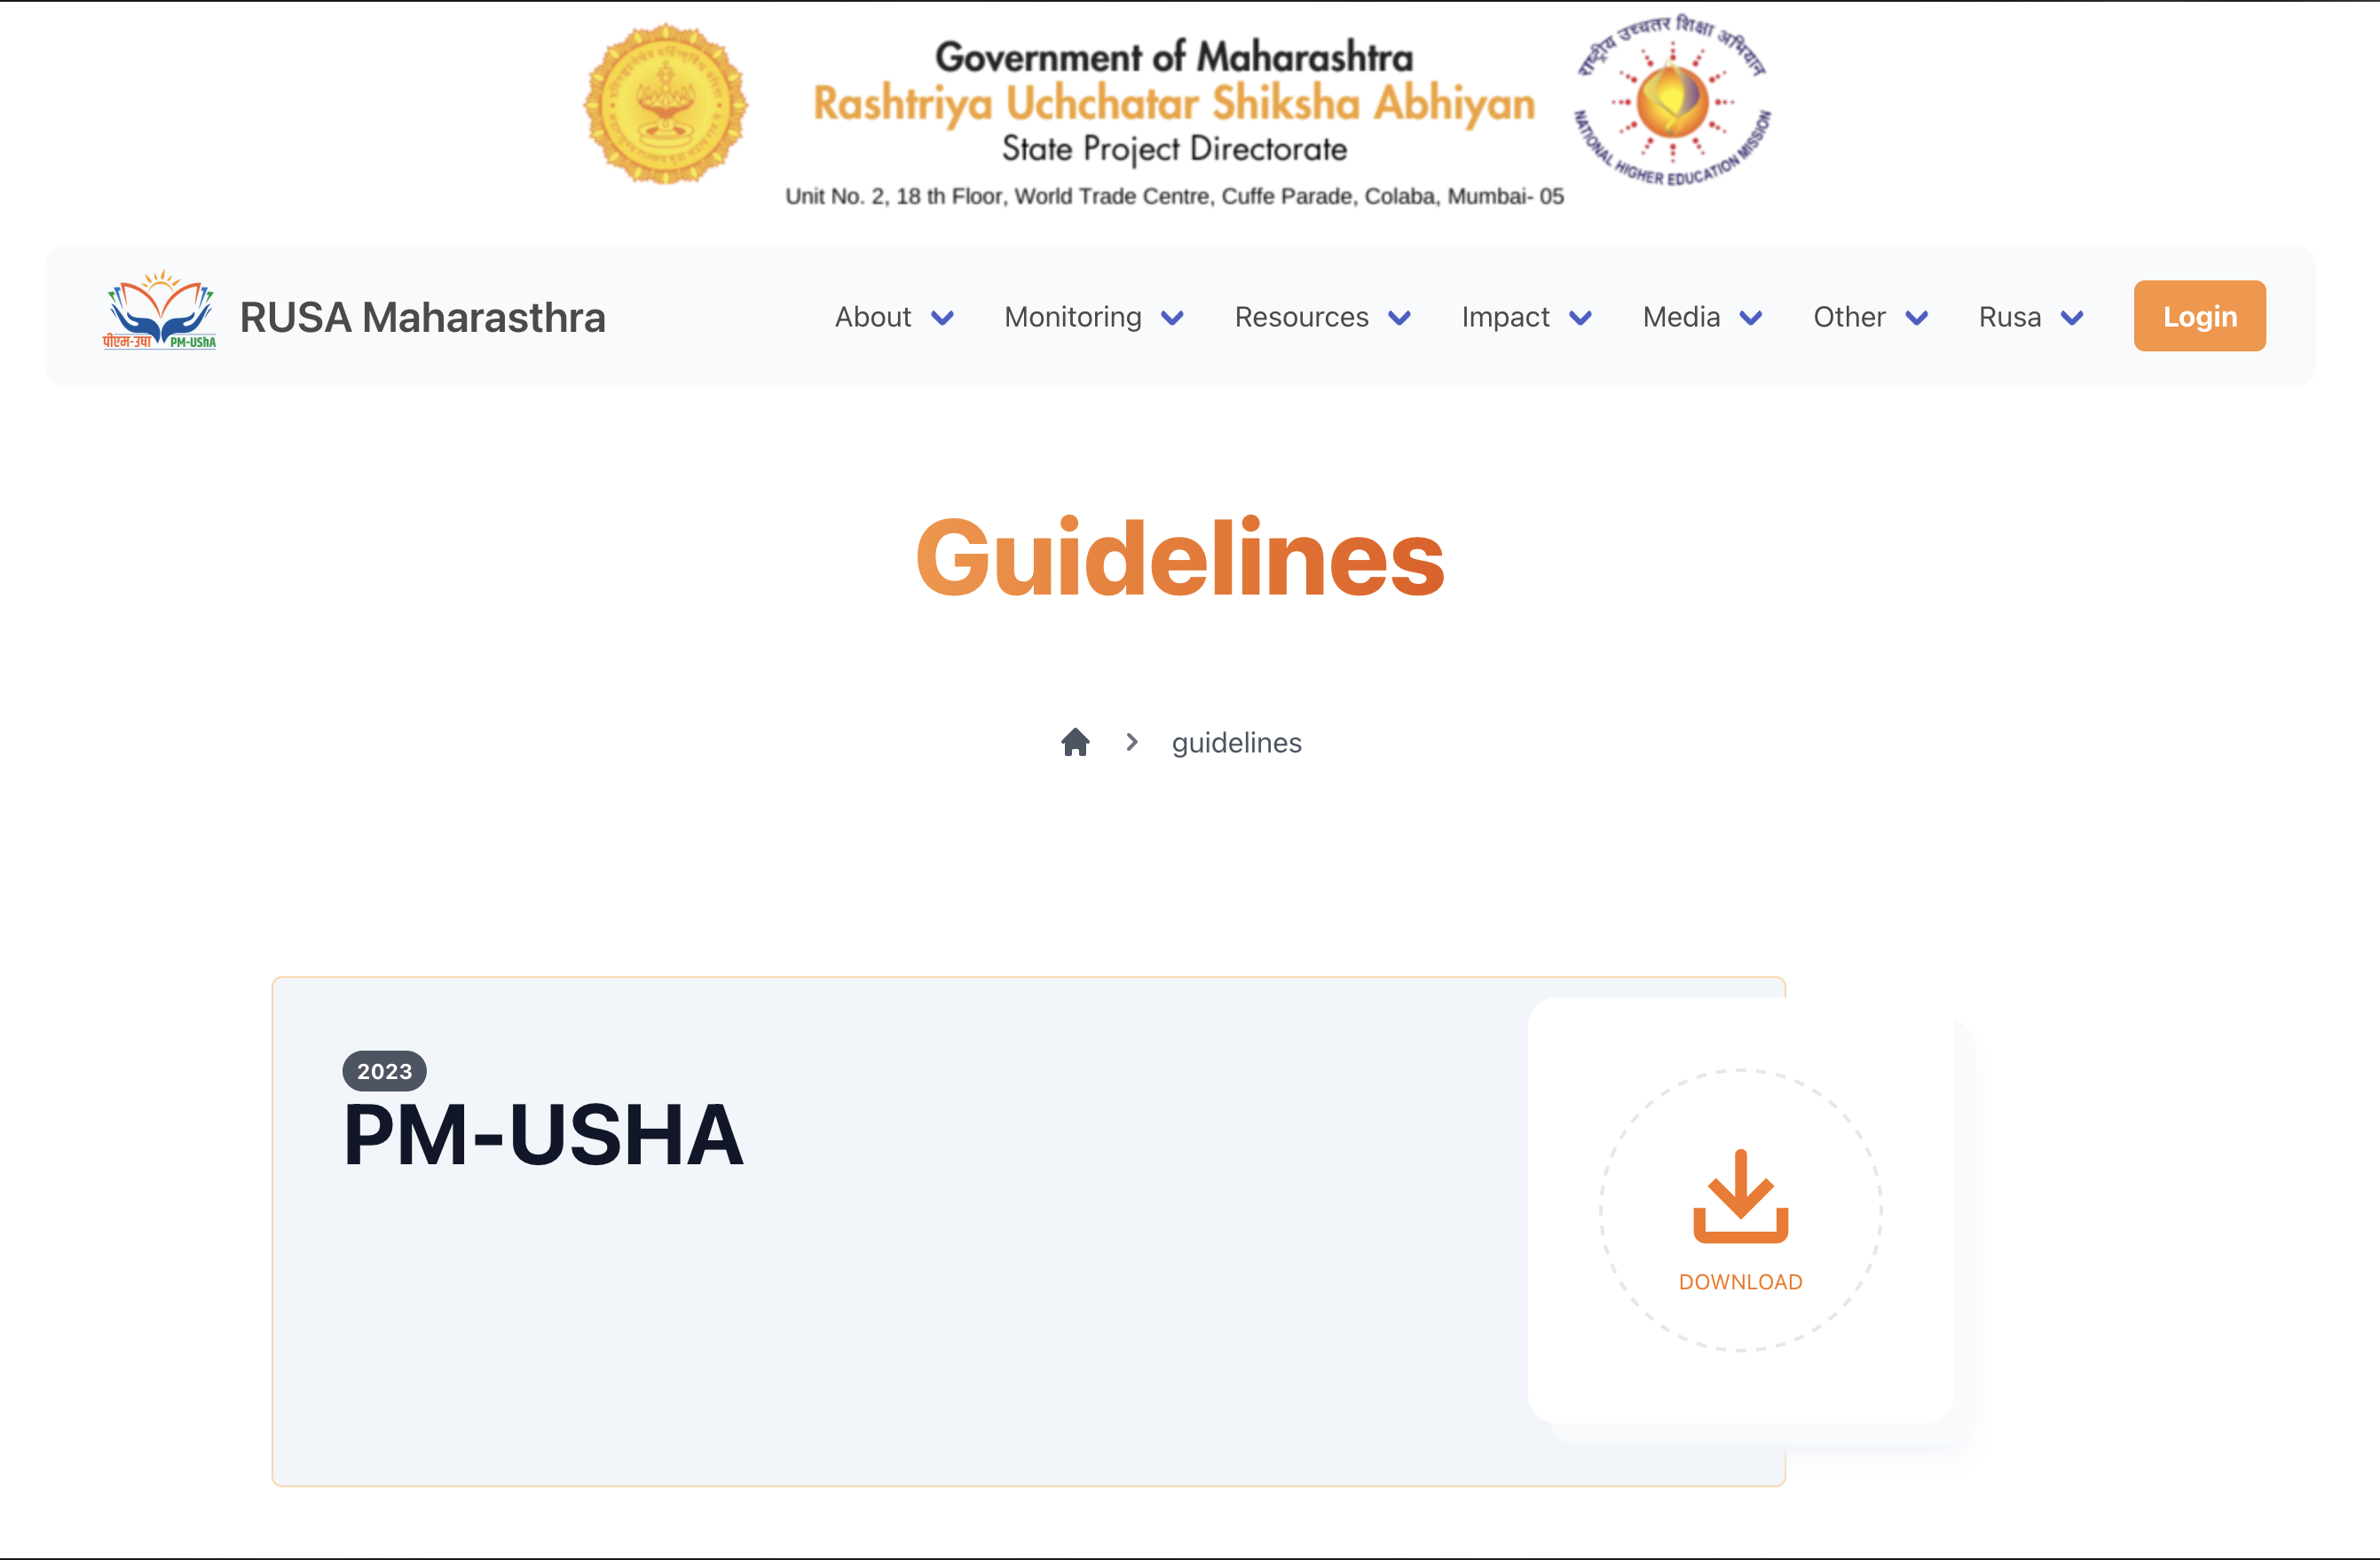 Government of Maharashtra
Rashtriya Uchchatar Shiksha Abhiyan
State Project Directorate
Unit No. 2, 18 th Floor, World Trade Centre, Cuffe Parade, Colaba, Mumbai- 05
राष्ट्रीय उच्चतर शिक्षा अभियान
NATIONAL HIGHER EDUCATION MISSION
पीएम-उषा PM-UShA
RUSA Maharasthra
About
Monitoring
Resources
Impact
Media
Other
Rusa
Login
Guidelines
guidelines
2023
PM-USHA
DOWNLOAD